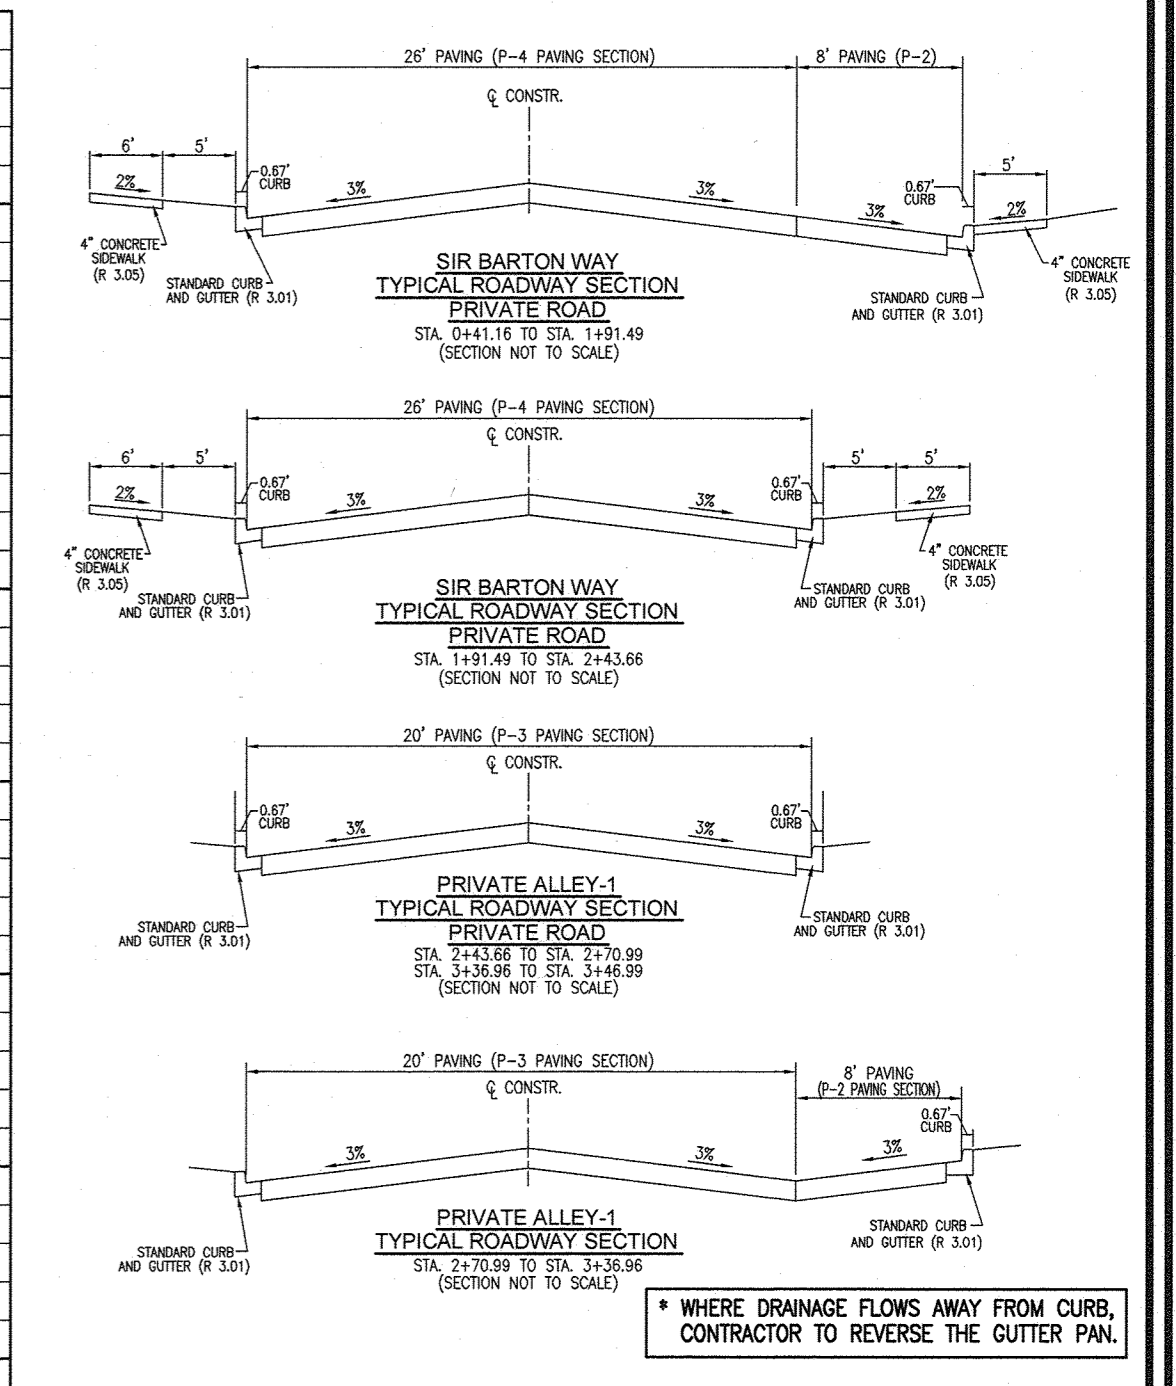 26' PAVING (P-4 PAVING SECTION)
8' PAVING (P-2)
℄ CONSTR.
6'
5'
0.67'
CURB
2%
3%
3%
3%
0.67'
CURB
5'
2%
4" CONCRETE
SIDEWALK
(R 3.05)
STANDARD CURB
AND GUTTER (R 3.01)
STANDARD CURB
AND GUTTER (R 3.01)
4" CONCRETE
SIDEWALK
(R 3.05)
SIR BARTON WAY
TYPICAL ROADWAY SECTION
PRIVATE ROAD
STA. 0+41.16 TO STA. 1+91.49
(SECTION NOT TO SCALE)
26' PAVING (P-4 PAVING SECTION)
℄ CONSTR.
6'
5'
0.67'
CURB
2%
3%
3%
0.67'
CURB
5'
5'
2%
4" CONCRETE
SIDEWALK
(R 3.05)
STANDARD CURB
AND GUTTER (R 3.01)
STANDARD CURB
AND GUTTER (R 3.01)
4" CONCRETE
SIDEWALK
(R 3.05)
SIR BARTON WAY
TYPICAL ROADWAY SECTION
PRIVATE ROAD
STA. 1+91.49 TO STA. 2+43.66
(SECTION NOT TO SCALE)
20' PAVING (P-3 PAVING SECTION)
℄ CONSTR.
0.67'
CURB
3%
3%
0.67'
CURB
STANDARD CURB
AND GUTTER (R 3.01)
STANDARD CURB
AND GUTTER (R 3.01)
PRIVATE ALLEY-1
TYPICAL ROADWAY SECTION
PRIVATE ROAD
STA. 2+43.66 TO STA. 2+70.99
STA. 3+36.96 TO STA. 3+46.99
(SECTION NOT TO SCALE)
20' PAVING (P-3 PAVING SECTION)
℄ CONSTR.
8' PAVING
(P-2 PAVING SECTION)
0.67'
CURB
3%
3%
3%
STANDARD CURB
AND GUTTER (R 3.01)
STANDARD CURB
AND GUTTER (R 3.01)
PRIVATE ALLEY-1
TYPICAL ROADWAY SECTION
STA. 2+70.99 TO STA. 3+36.96
(SECTION NOT TO SCALE)
* WHERE DRAINAGE FLOWS AWAY FROM CURB,
CONTRACTOR TO REVERSE THE GUTTER PAN.